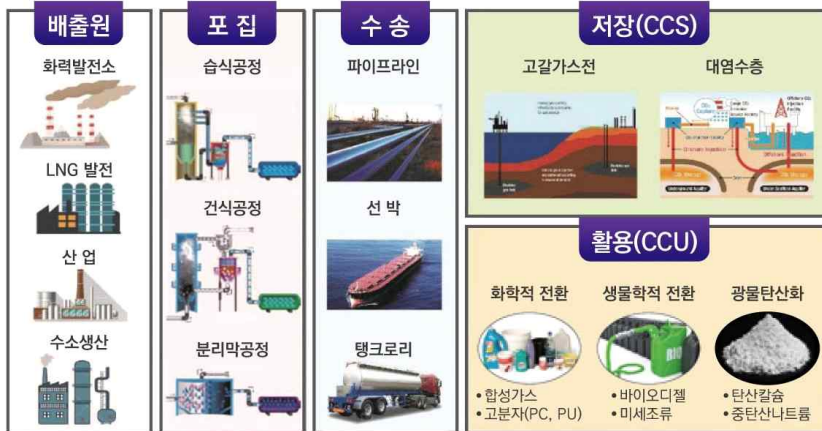 배출원
화력발전소
LNG 발전
산 업
수소생산
포 집
습식공정
건식공정
분리막공정
수 송
파이프라인
선 박
탱크로리
저장(CCS)
고갈가스전
대염수층
활용(CCU)
화학적 전환
• 합성가스
• 고분자(PC, PU)
생물학적 전환
BIO
• 바이오디젤
• 미세조류
광물탄산화
• 탄산칼슘
• 중탄산나트륨